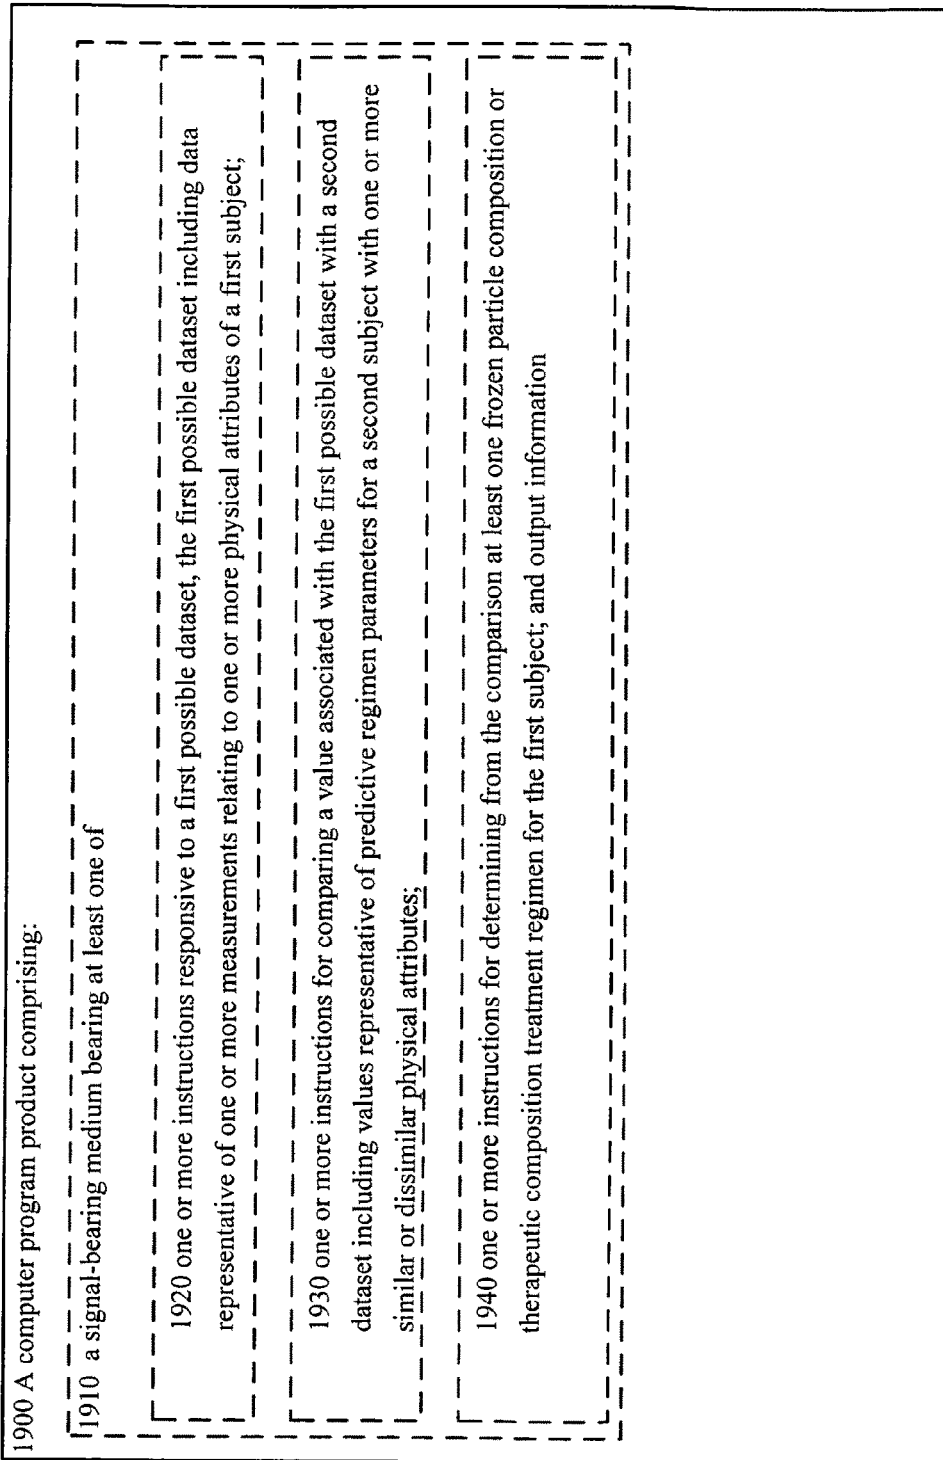 1900 A computer program product comprising:
1910 a signal-bearing medium bearing at least one of
1920 one or more instructions responsive to a first possible dataset, the first possible dataset including data
representative of one or more measurements relating to one or more physical attributes of a first subject;
1930 one or more instructions for comparing a value associated with the first possible dataset with a second
dataset including values representative of predictive regimen parameters for a second subject with one or more
similar or dissimilar physical attributes;
1940 one or more instructions for determining from the comparison at least one frozen particle composition or
therapeutic composition treatment regimen for the first subject; and output information